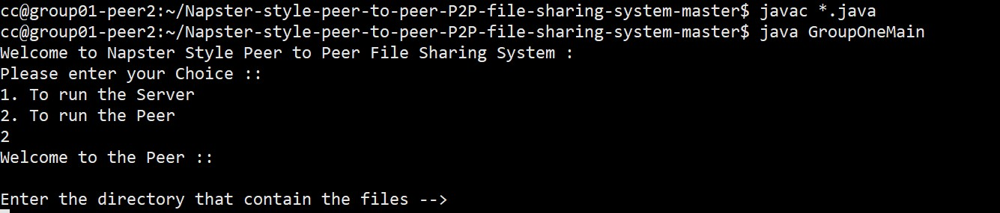 cc@group01-peer2:~/Napster-style-peer-to-peer-P2P-file-sharing-system-master$ javac *.java
cc@group01-peer2:~/Napster-style-peer-to-peer-P2P-file-sharing-system-master$ java GroupOneMain
Welcome to Napster Style Peer to Peer File Sharing System :
Please enter your Choice ::
1. To run the Server
2. To run the Peer
2
Welcome to the Peer ::
Enter the directory that contain the files -->